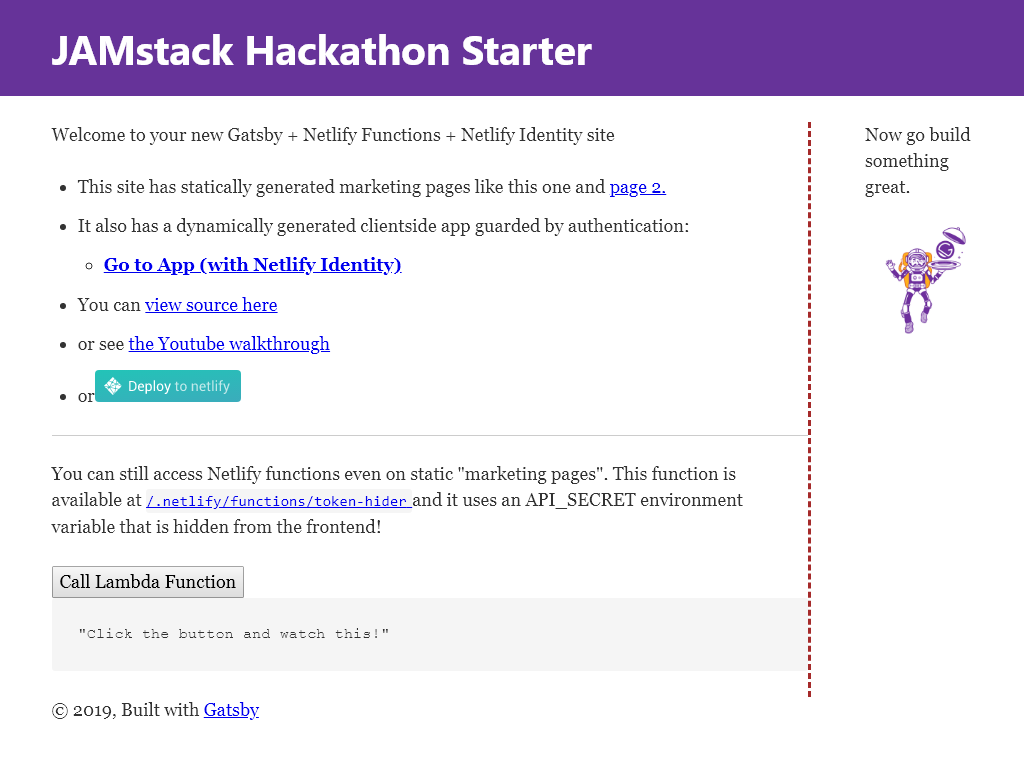 JAMstack Hackathon Starter
Welcome to your new Gatsby + Netlify Functions + Netlify Identity site
This site has statically generated marketing pages like this one and page 2.
It also has a dynamically generated clientside app guarded by authentication:
Go to App (with Netlify Identity)
You can view source here
or see the Youtube walkthrough
or Deploy to netlify
You can still access Netlify functions even on static "marketing pages". This function is
available at /.netlify/functions/token-hider and it uses an API_SECRET environment
variable that is hidden from the frontend!
Call Lambda Function
"Click the button and watch this!"
© 2019, Built with Gatsby
Now go build
something
great.